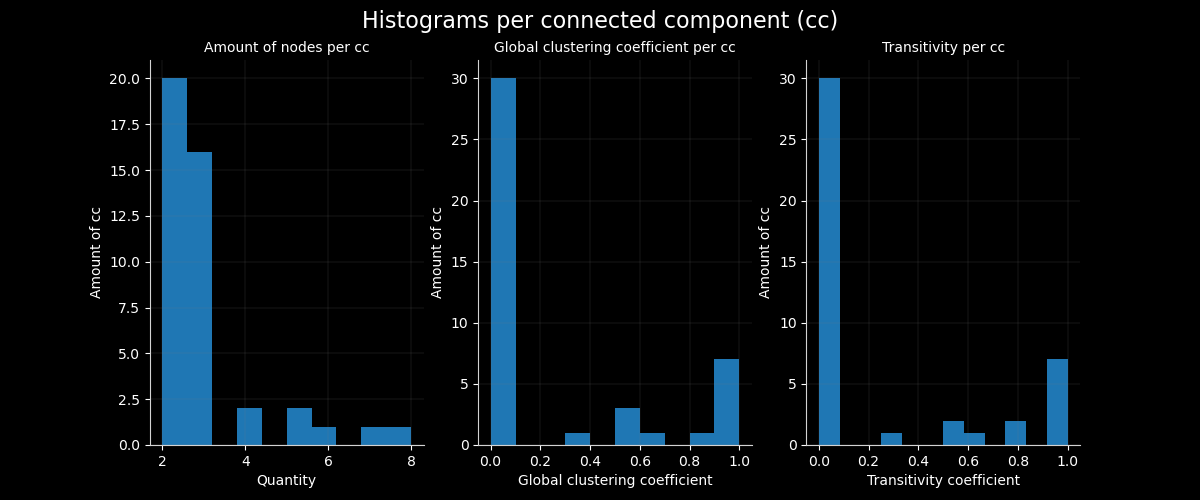 Histograms per connected component (cc)
Amount of nodes per cc
Amount of cc
20.0
17.5
15.0
12.5
10.0
7.5
5.0
2.5
0.0
2 4 6 8
Quantity
Global clustering coefficient per cc
Amount of cc
30
25
20
15
10
5
0
0.0 0.2 0.4 0.6 0.8 1.0
Global clustering coefficient
Transitivity per cc
Amount of cc
30
25
20
15
10
5
0
0.0 0.2 0.4 0.6 0.8 1.0
Transitivity coefficient